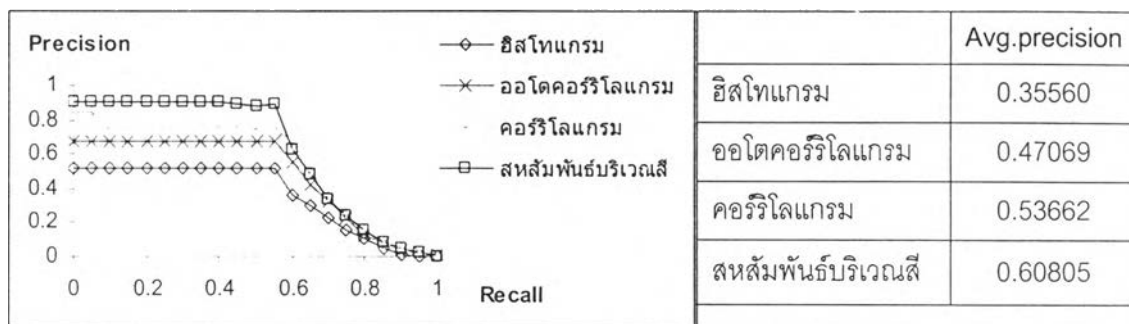 Precision
1
0.8
0.6
0.4
0.2
0
0 0.2 0.4 0.6 0.8 1
Recall
ฮิสโทแกรม
ออโตคอร์ริโลแกรม
คอร์ริโลแกรม
สหสัมพันธ์บริเวณสี
Avg.precision
ฮิสโทแกรม 0.35560
ออโตคอร์ริโลแกรม 0.47069
คอร์ริโลแกรม 0.53662
สหสัมพันธ์บริเวณสี 0.60805